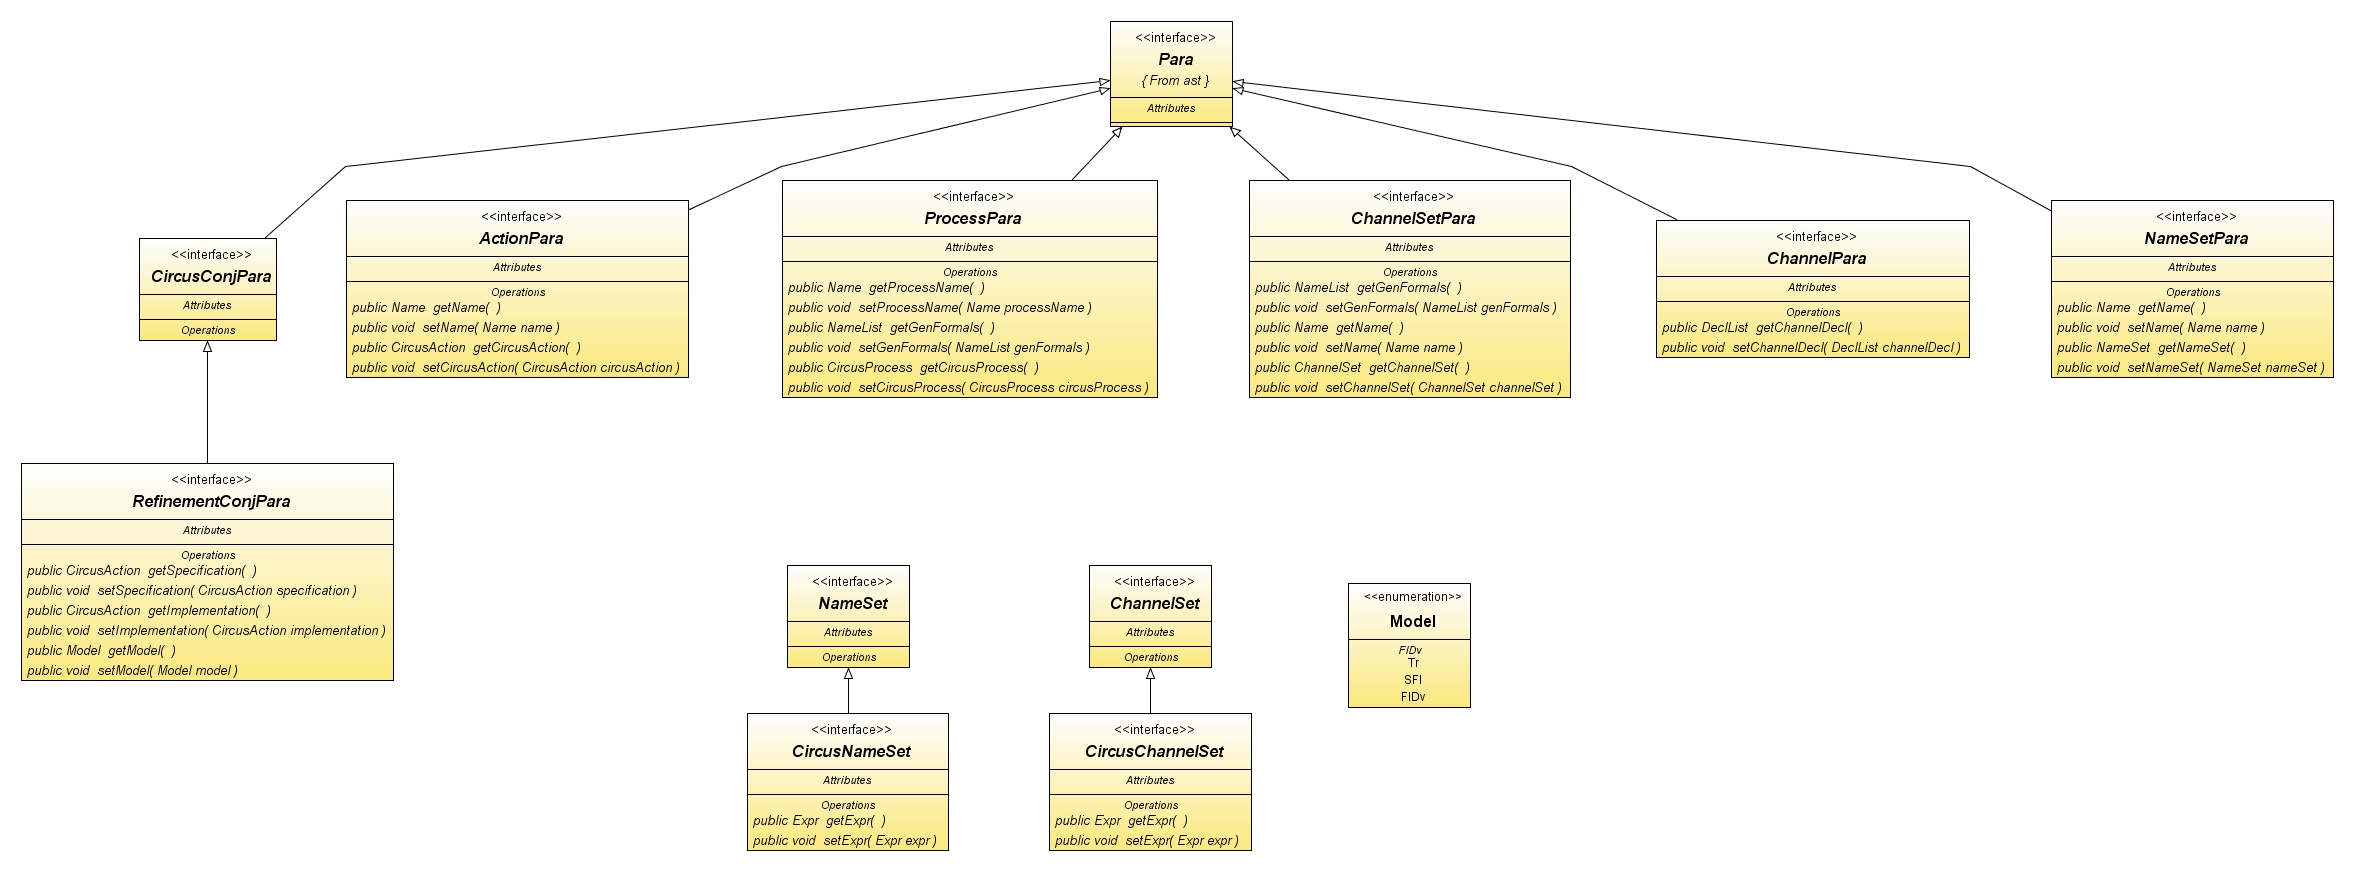 <<interface>>
Para
{ From ast }
Attributes
<<interface>>
CircusConjPara
Attributes
Operations
<<interface>>
ActionPara
Attributes
Operations
public Name getName( )
public void setName( Name name )
public CircusAction getCircusAction( )
public void setCircusAction( CircusAction circusAction )
<<interface>>
ProcessPara
Attributes
Operations
public Name getProcessName( )
public void setProcessName( Name processName )
public NameList getGenFormals( )
public void setGenFormals( NameList genFormals )
public CircusProcess getCircusProcess( )
public void setCircusProcess( CircusProcess circusProcess )
<<interface>>
ChannelSetPara
Attributes
Operations
public NameList getGenFormals( )
public void setGenFormals( NameList genFormals )
public Name getName( )
public void setName( Name name )
public ChannelSet getChannelSet( )
public void setChannelSet( ChannelSet channelSet )
<<interface>>
ChannelPara
Attributes
Operations
public DeclList getChannelDecl( )
public void setChannelDecl( DeclList channelDecl )
<<interface>>
NameSetPara
Attributes
Operations
public Name getName( )
public void setName( Name name )
public NameSet getNameSet( )
public void setNameSet( NameSet nameSet )
<<interface>>
RefinementConjPara
Attributes
Operations
public CircusAction getSpecification( )
public void setSpecification( CircusAction specification )
public CircusAction getImplementation( )
public void setImplementation( CircusAction implementation )
public Model getModel( )
public void setModel( Model model )
<<interface>>
NameSet
Attributes
Operations
<<interface>>
ChannelSet
Attributes
Operations
<<enumeration>>
Model
FlDv
Tr
SFl
FlDv
<<interface>>
CircusNameSet
Attributes
Operations
public Expr getExpr( )
public void setExpr( Expr expr )
<<interface>>
CircusChannelSet
Attributes
Operations
public Expr getExpr( )
public void setExpr( Expr expr )